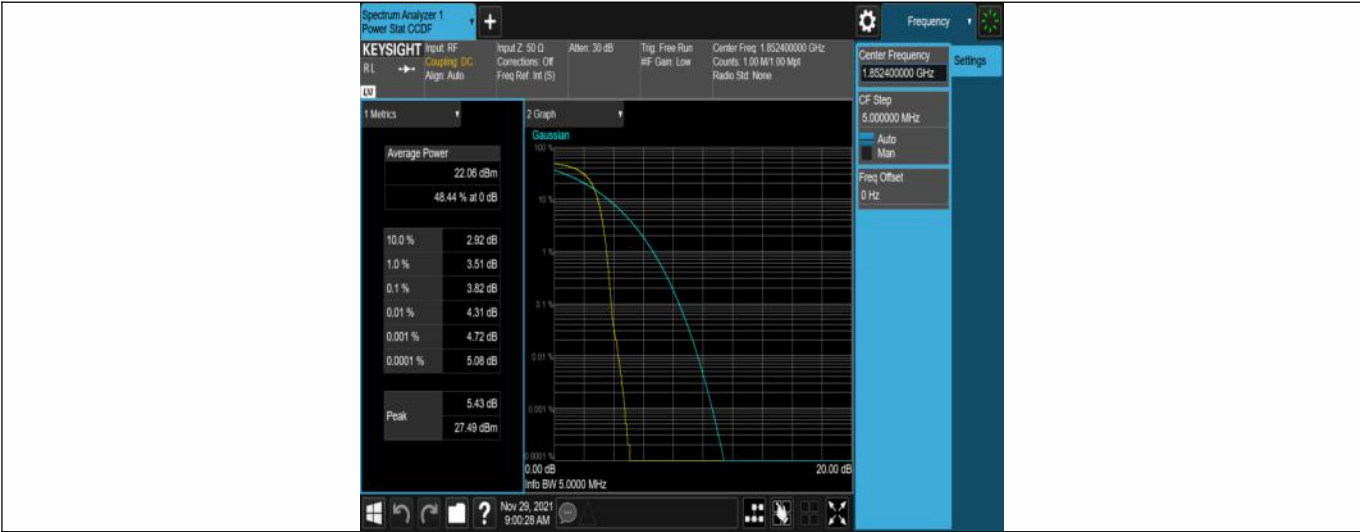 Spectrum Analyzer 1
Power Stat CCDF
+
Frequency
KEYSIGHT
RL
LXI
Input: RF
Coupling: DC
Align: Auto
Input Z: 50 Ω
Corrections: Off
Freq Ref: Int (S)
Atten: 30 dB
Trig: Free Run
#IF Gain: Low
Center Freq: 1.852400000 GHz
Counts: 1.00 M/1.00 Mpt
Radio Std: None
Center Frequency
1.852400000 GHz
Settings
CF Step
5.000000 MHz
Auto
Man
Freq Offset
0 Hz
1 Metrics
Average Power
22.06 dBm
48.44 % at 0 dB
10.0 % 2.92 dB
1.0 % 3.51 dB
0.1 % 3.82 dB
0.01 % 4.31 dB
0.001 % 4.72 dB
0.0001 % 5.08 dB
Peak
5.43 dB
27.49 dBm
2 Graph
Gaussian
100 %
10 %
1 %
0.1 %
0.01 %
0.001 %
0.0001 %
0.00 dB 20.00 dB
Info BW 5.0000 MHz
?
Nov 29, 2021
9:00:28 AM